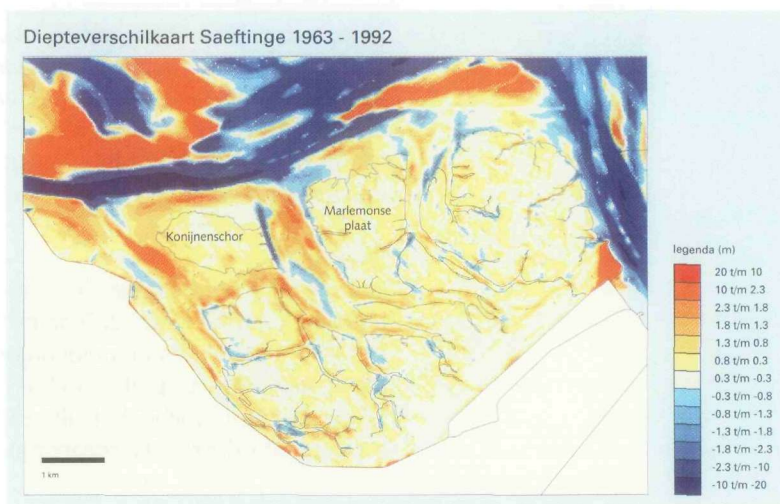 Diepteverschilkaart Saeftinge 1963 - 1992
Konijnenschor
Marlemonse
plaat
1 km
legenda (m)
20 t/m 10
10 t/m 2.3
2.3 t/m 1.8
1.8 t/m 1.3
1.3 t/m 0.8
0.8 t/m 0.3
0.3 t/m -0.3
-0.3 t/m -0.8
-0.8 t/m -1.3
-1.3 t/m -1.8
-1.8 t/m -2.3
-2.3 t/m -10
-10 t/m -20